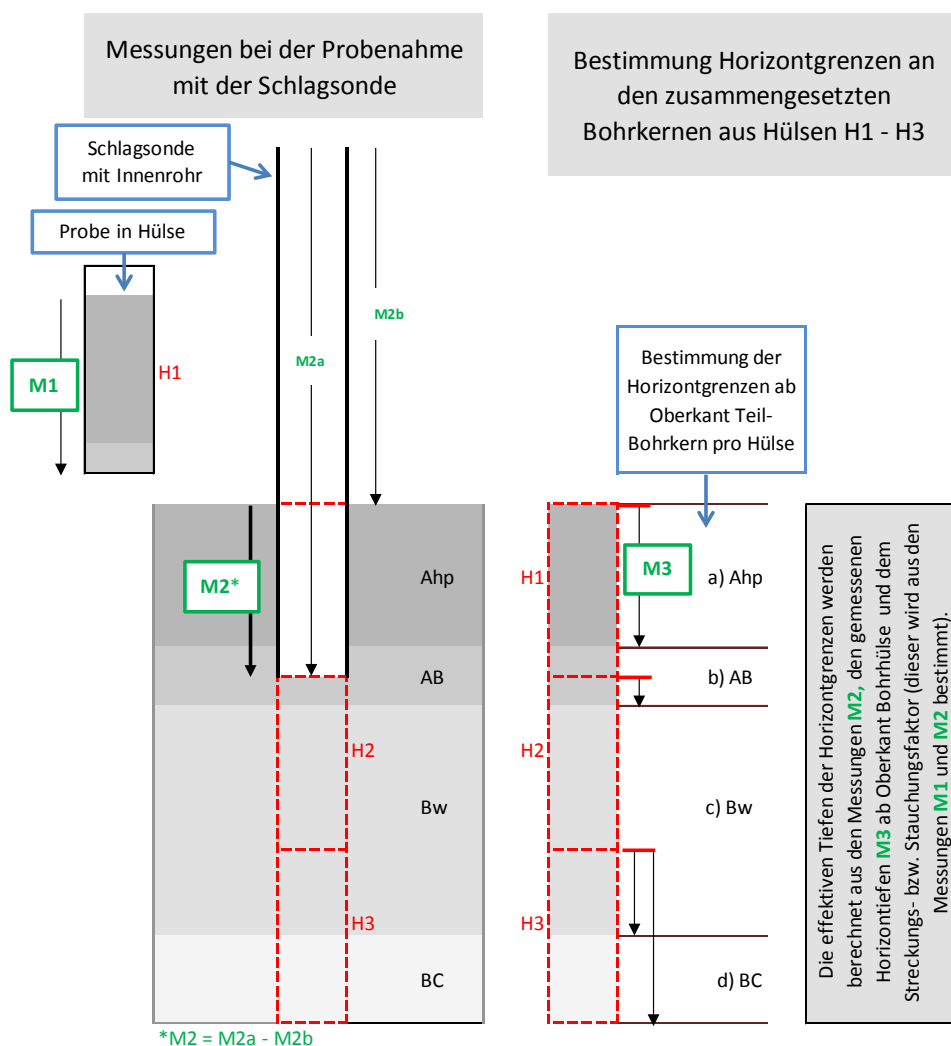 Messungen bei der Probenahme
mit der Schlagsonde
Bestimmung Horizontgrenzen an
den zusammengesetzten
Bohrkernen aus Hülsen H1 - H3
Schlagsonde
mit Innenrohr
Probe in Hülse
M1
H1
M2a
M2b
Bestimmung der
Horizontgrenzen ab
Oberkant Teil-
Bohrkern pro Hülse
M2*
Ahp
AB
H2
Bw
H3
BC
*M2 = M2a - M2b
H1
M3
a) Ahp
b) AB
H2
c) Bw
H3
d) BC
Die effektiven Tiefen der Horizontgrenzen werden
berechnet aus den Messungen M2, den gemessenen
Horizontiefen M3 ab Oberkant Bohrhülse und dem
Streckungs- bzw. Stauchungsfaktor (dieser wird aus den
Messungen M1 und M2 bestimmt).